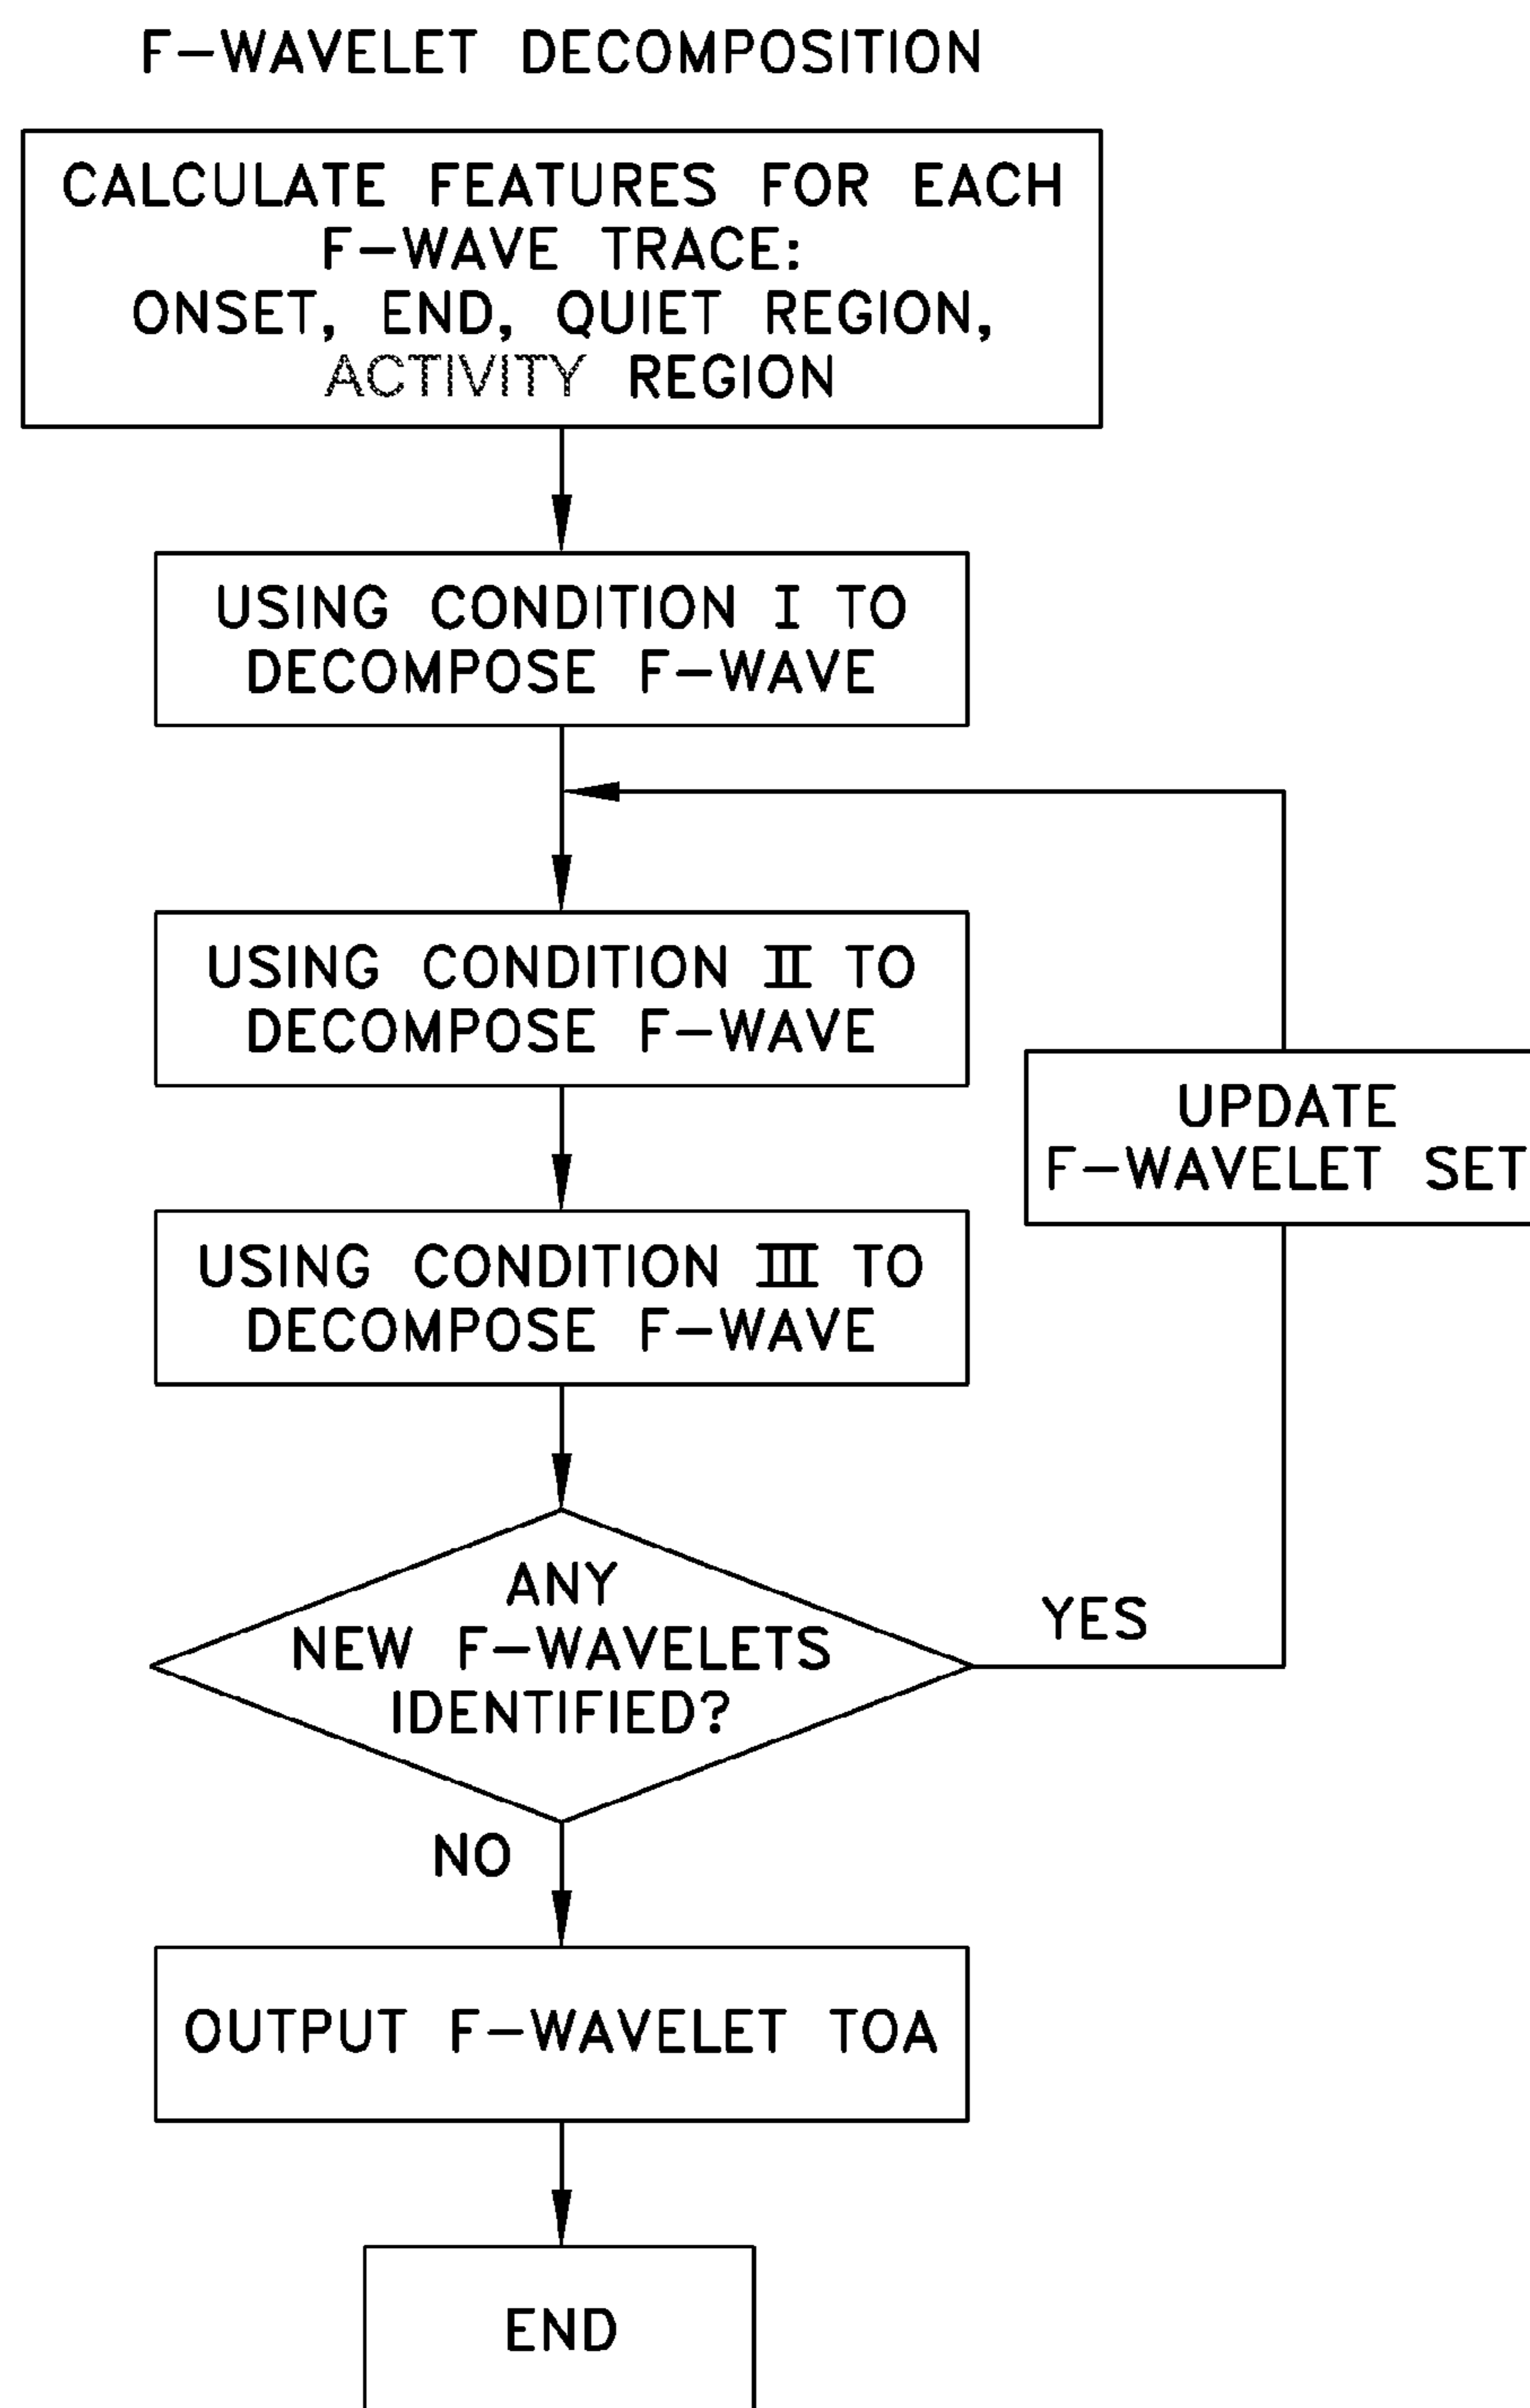 F-WAVELET DECOMPOSITION
CALCULATE FEATURES FOR EACH
F-WAVE TRACE:
ONSET, END, QUIET REGION,
ACTIVITY REGION
USING CONDITION I TO
DECOMPOSE F-WAVE
USING CONDITION II TO
DECOMPOSE F-WAVE
UPDATE
F-WAVELET SET
USING CONDITION III TO
DECOMPOSE F-WAVE
ANY
NEW F-WAVELETS
IDENTIFIED?
YES
NO
OUTPUT F-WAVELET TOA
END